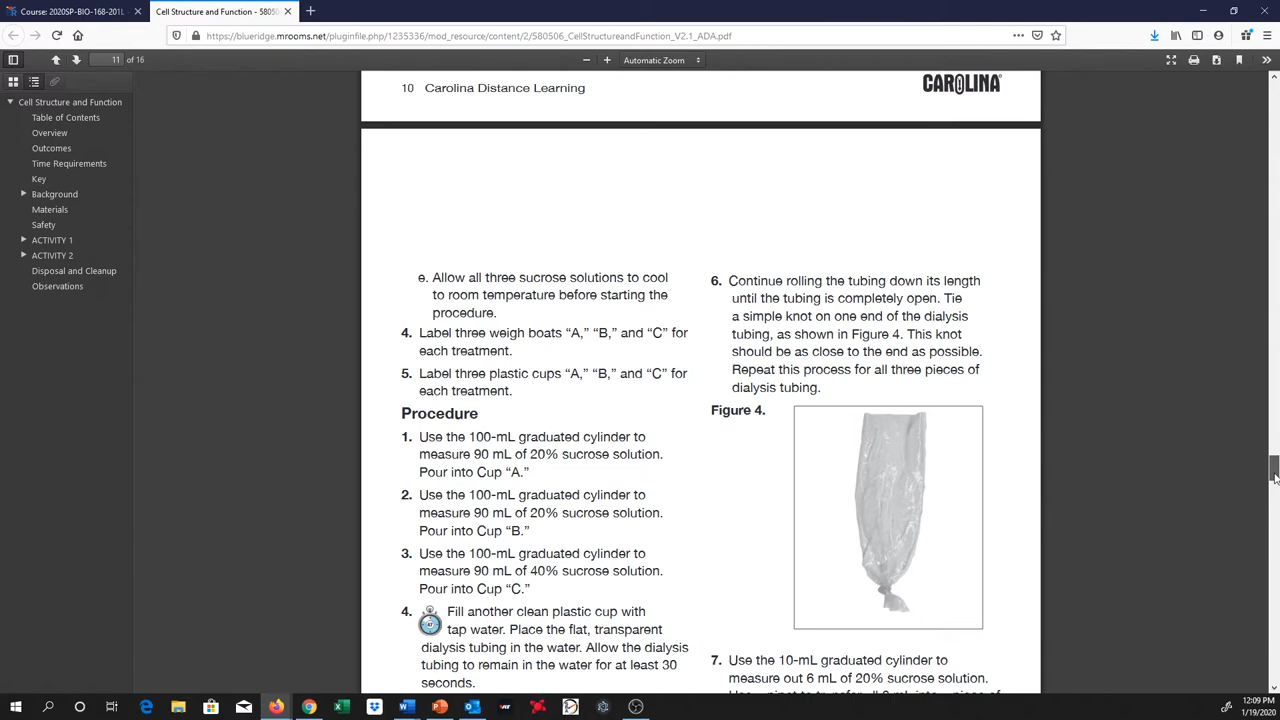 Course: 2020SP-BIO-168-201L
Cell Structure and Function - 5805
https://blueridge.mrooms.net/pluginfile.php/1235336/mod_resource/content/2/580506_CellStructureandFunction_V2.1_ADA.pdf
11 of 16
Automatic Zoom
Cell Structure and Function
Table of Contents
Overview
Outcomes
Time Requirements
Key
Background
Materials
Safety
ACTIVITY 1
ACTIVITY 2
Disposal and Cleanup
Observations
10 Carolina Distance Learning
CAROLINA®
e. Allow all three sucrose solutions to cool
to room temperature before starting the
procedure.
4. Label three weigh boats “A,” “B,” and “C” for
each treatment.
5. Label three plastic cups “A,” “B,” and “C” for
each treatment.
Procedure
1. Use the 100-mL graduated cylinder to
measure 90 mL of 20% sucrose solution.
Pour into Cup “A.”
2. Use the 100-mL graduated cylinder to
measure 90 mL of 20% sucrose solution.
Pour into Cup “B.”
3. Use the 100-mL graduated cylinder to
measure 90 mL of 40% sucrose solution.
Pour into Cup “C.”
4. Fill another clean plastic cup with
tap water. Place the flat, transparent
dialysis tubing in the water. Allow the dialysis
tubing to remain in the water for at least 30
seconds.
6. Continue rolling the tubing down its length
until the tubing is completely open. Tie
a simple knot on one end of the dialysis
tubing, as shown in Figure 4. This knot
should be as close to the end as possible.
Repeat this process for all three pieces of
dialysis tubing.
Figure 4.
7. Use the 10-mL graduated cylinder to
measure out 6 mL of 20% sucrose solution.
12:09 PM
1/19/2020